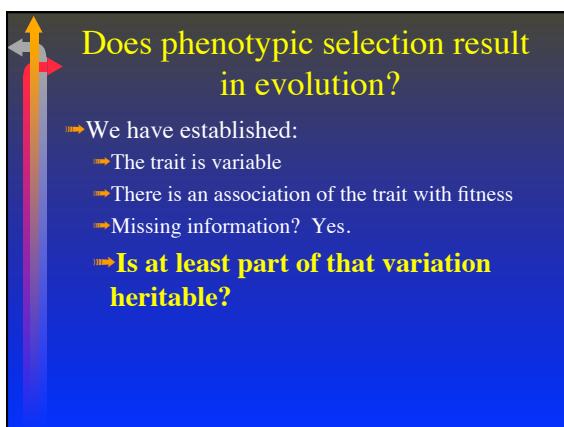 Does phenotypic selection result
in evolution?
We have established:
The trait is variable
There is an association of the trait with fitness
Missing information? Yes.
Is at least part of that variation
heritable?